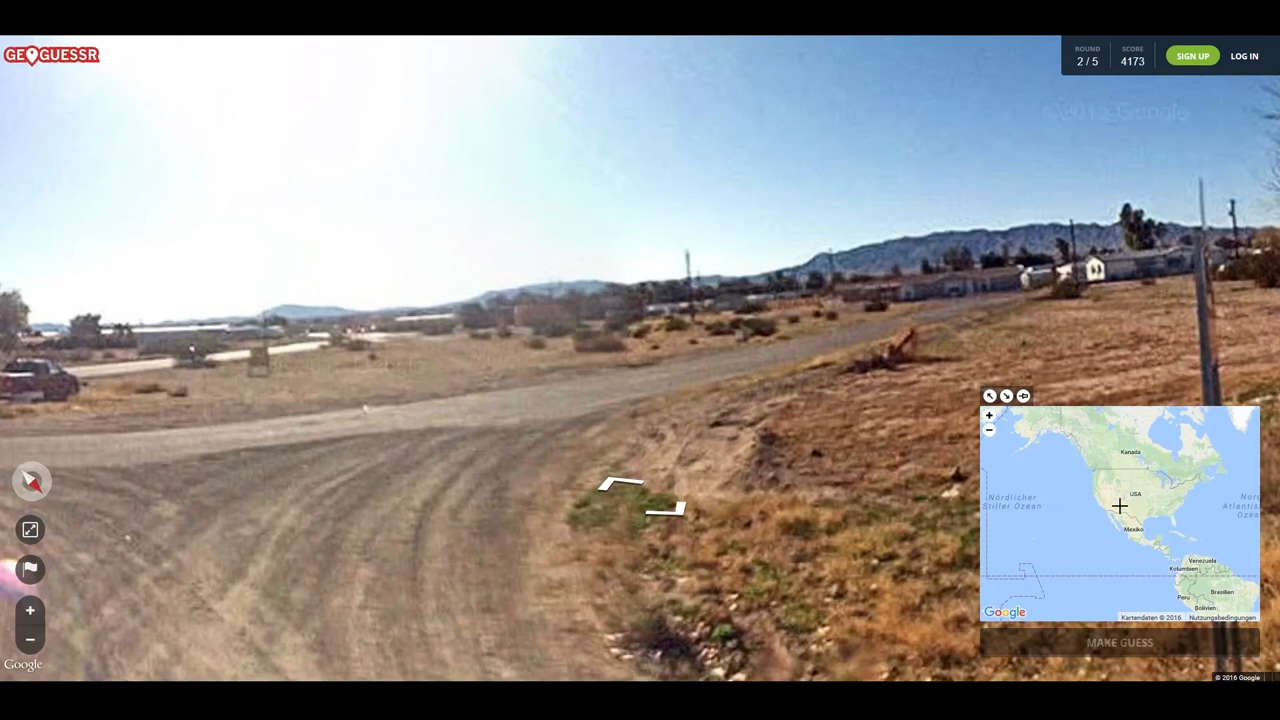 GEOGUESSR
ROUND
2 / 5
SCORE
4173
SIGN UP
LOG IN
Kanada
USA
Nördlicher
Stiller Ozean
Mexiko
Venezuela
Kolumbien
Peru
Brasilien
Bolivien
Google
Kartendaten © 2016
Nutzungsbedingungen
MAKE GUESS
Google
© 2016 Google